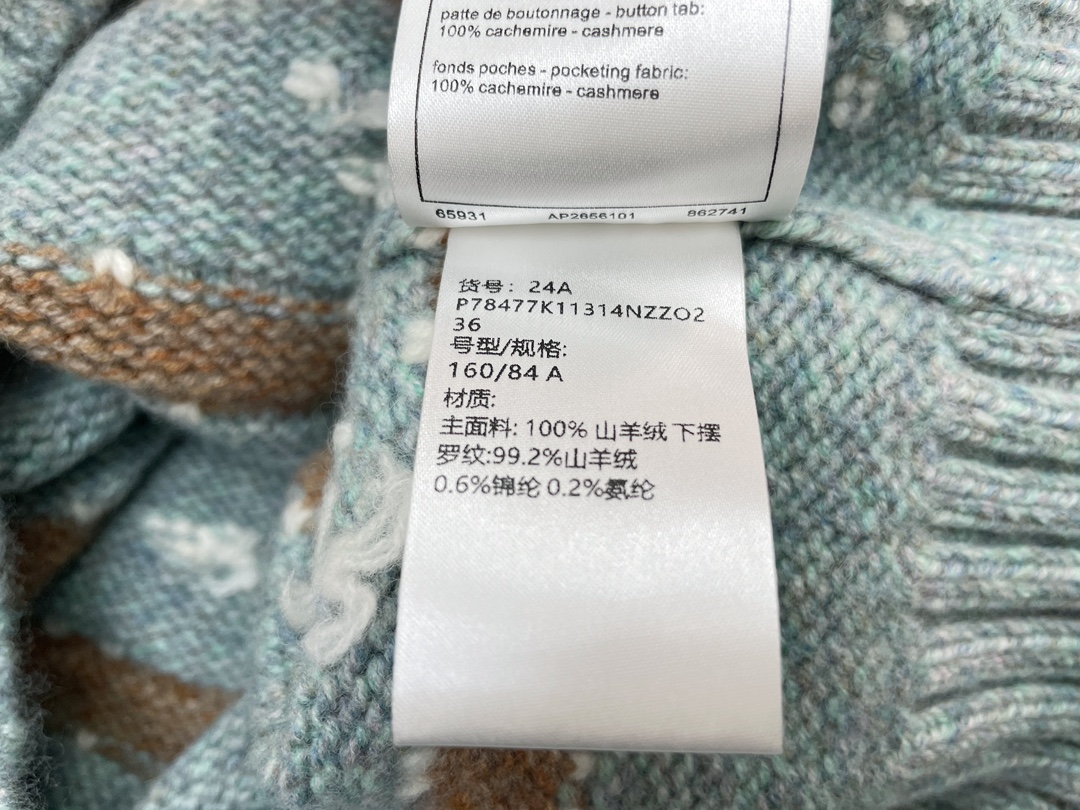 patte de boutonnage - button tab:
100% cachemire - cashmere
fonds poches - pocketing fabric:
100% cachemire - cashmere
65931 AP2656101 862741
货号: 24A
P78477K11314NZZO2
36
号型/规格:
160/84 A
材质:
主面料: 100% 山羊绒 下摆
罗纹:99.2%山羊绒
0.6%锦纶 0.2%氨纶